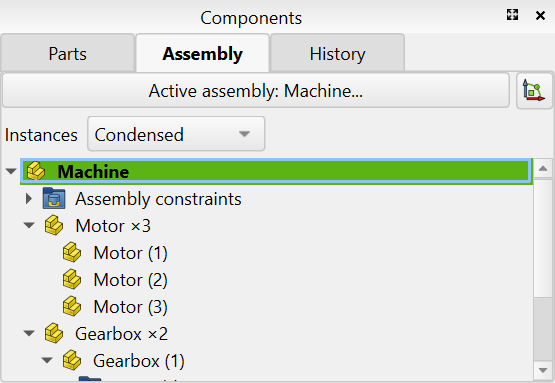 Components
Parts
Assembly
History
Active assembly: Machine...
Instances
Condensed
Machine
Assembly constraints
Motor ×3
Motor (1)
Motor (2)
Motor (3)
Gearbox ×2
Gearbox (1)